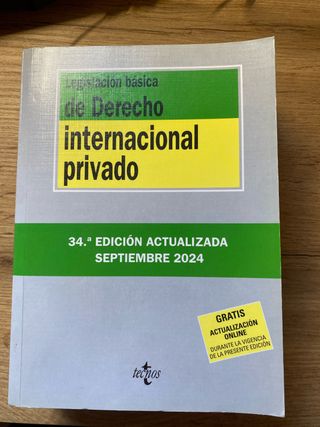 Legislación básica
de Derecho
internacional
privado
34.ª EDICIÓN ACTUALIZADA
SEPTIEMBRE 2024
GRATIS
ACTUALIZACIÓN
ONLINE
DURANTE LA VIGENCIA
DE LA PRESENTE EDICIÓN
tecnos